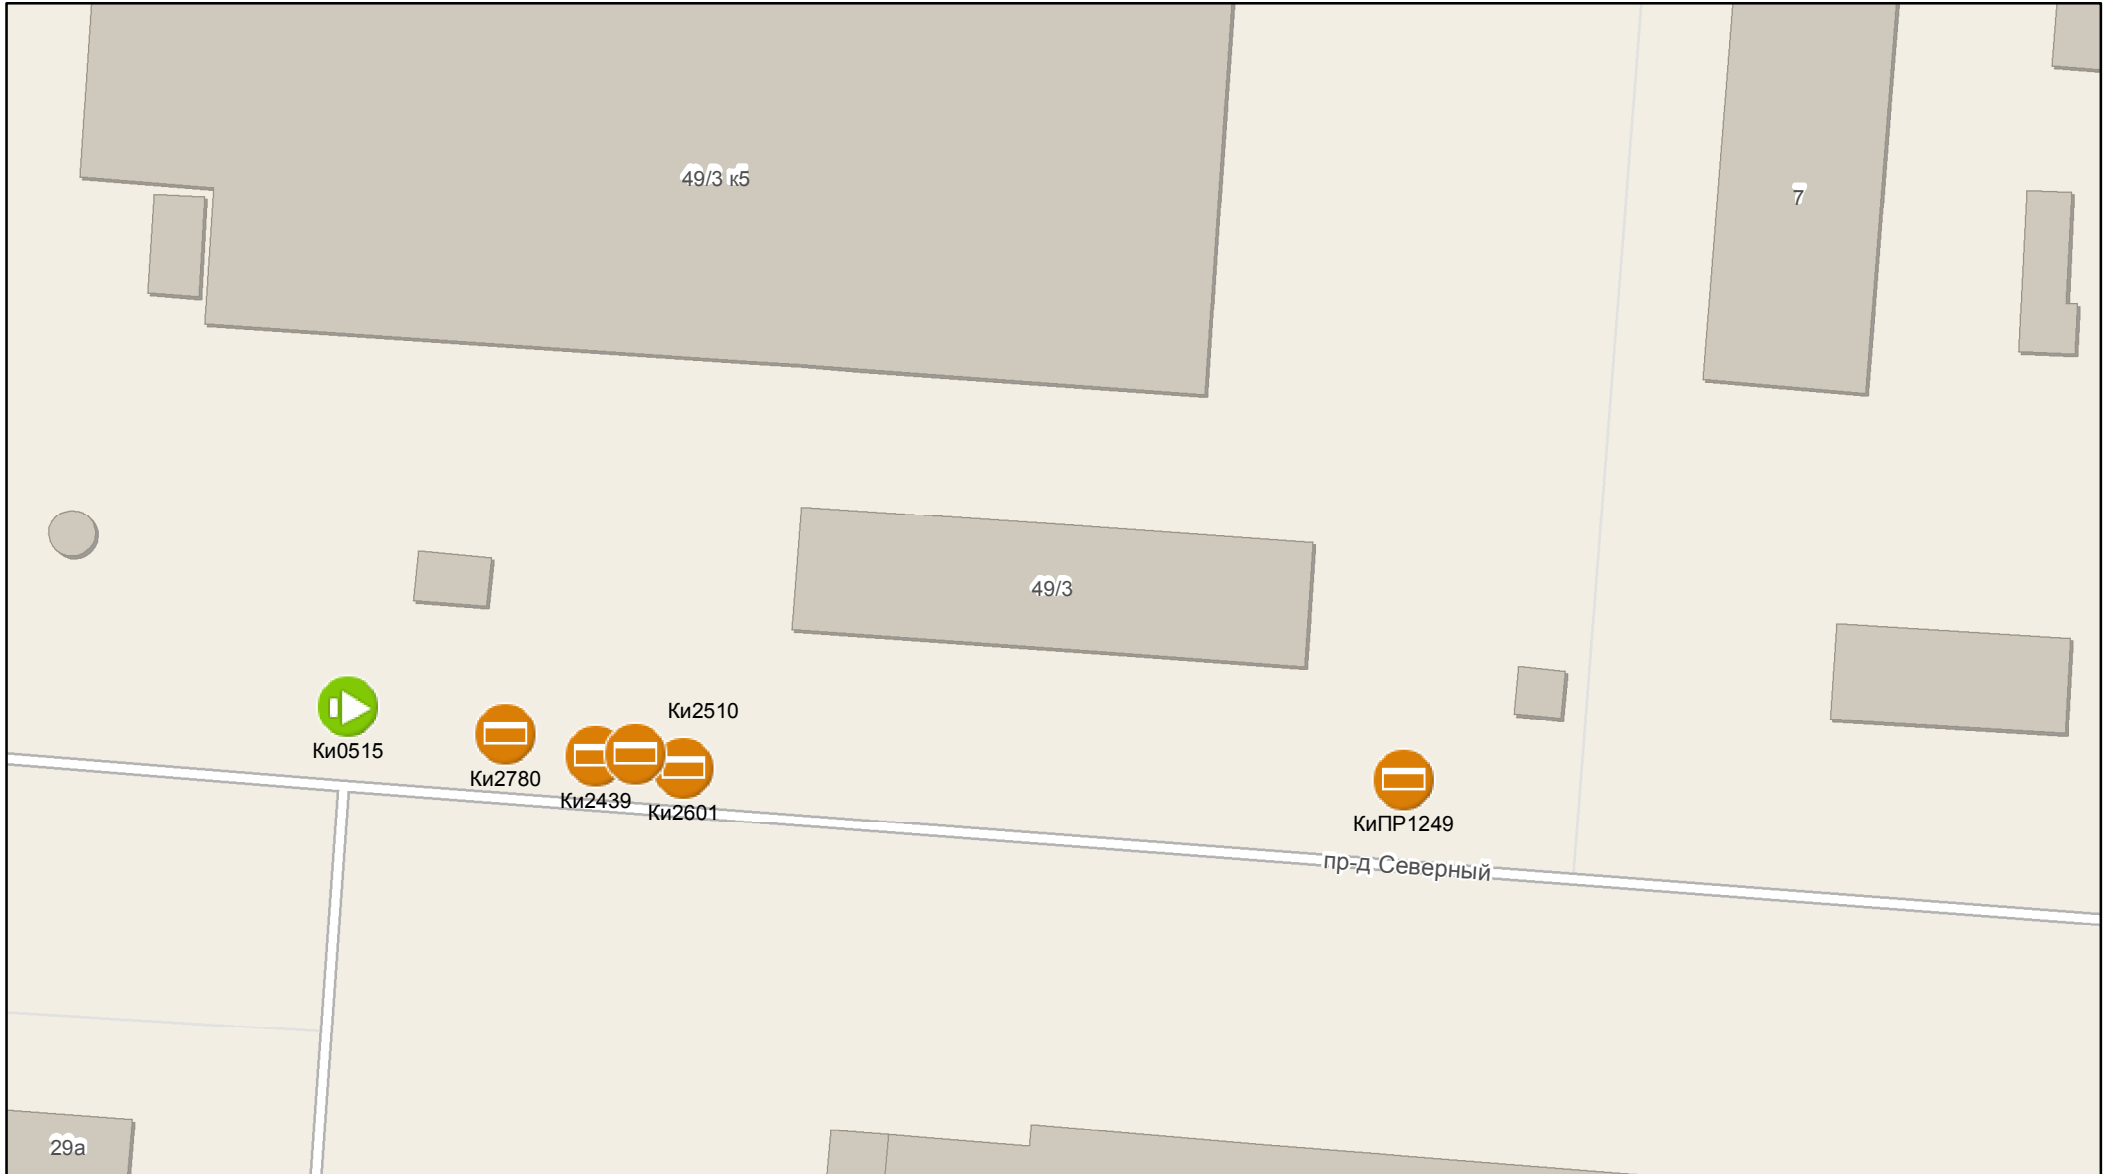 49/3 к5
7
49/3
Ки2510
Ки0515
Ки2780
Ки2439
Ки2601
КиПР1249
пр-д Северный
29а